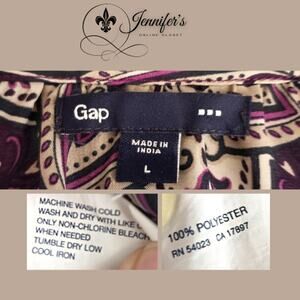 Jennifer's
ONLINE CLOSET
Gap
MADE IN
INDIA
L
MACHINE WASH COLD
WASH AND DRY WITH LIKE
ONLY NON-CHLORINE BLEACH
WHEN NEEDED
TUMBLE DRY LOW
COOL IRON
100% POLYESTER
RN 54023 CA 17897